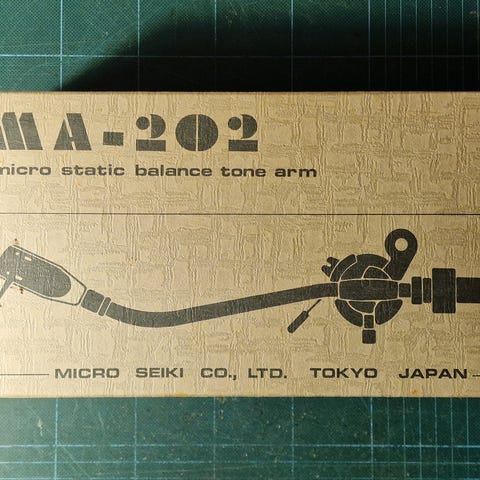 MA-202
micro static balance tone arm
MICRO SEIKI CO., LTD. TOKYO JAPAN